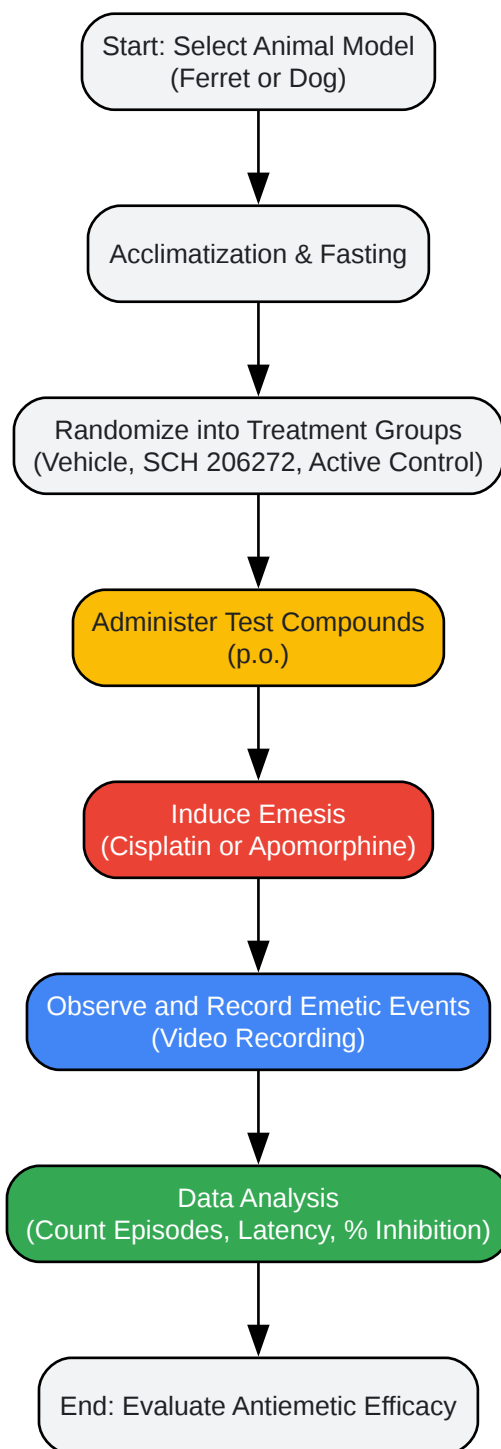 Start: Select Animal Model
(Ferret or Dog)
Acclimatization & Fasting
Randomize into Treatment Groups
(Vehicle, SCH 206272, Active Control)
Administer Test Compounds
(p.o.)
Induce Emesis
(Cisplatin or Apomorphine)
Observe and Record Emetic Events
(Video Recording)
Data Analysis
(Count Episodes, Latency, % Inhibition)
End: Evaluate Antiemetic Efficacy